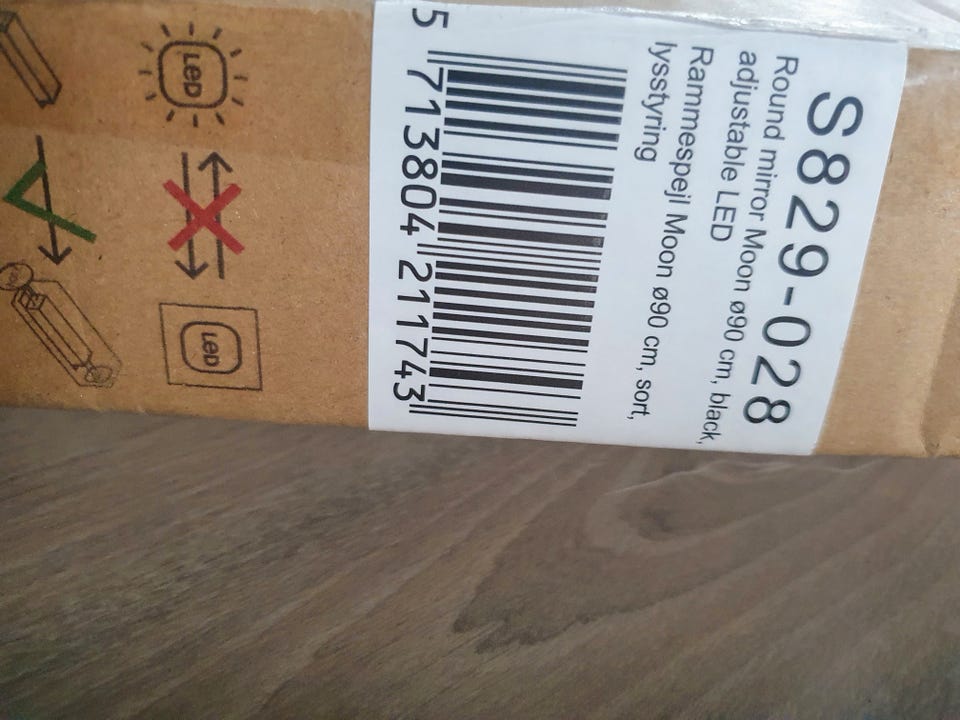 S829-028
Round mirror Moon ø90 cm, black,
adjustable LED
Rammespejl Moon ø90 cm, sort,
lysstyring
5 713804 211743
LED
LED